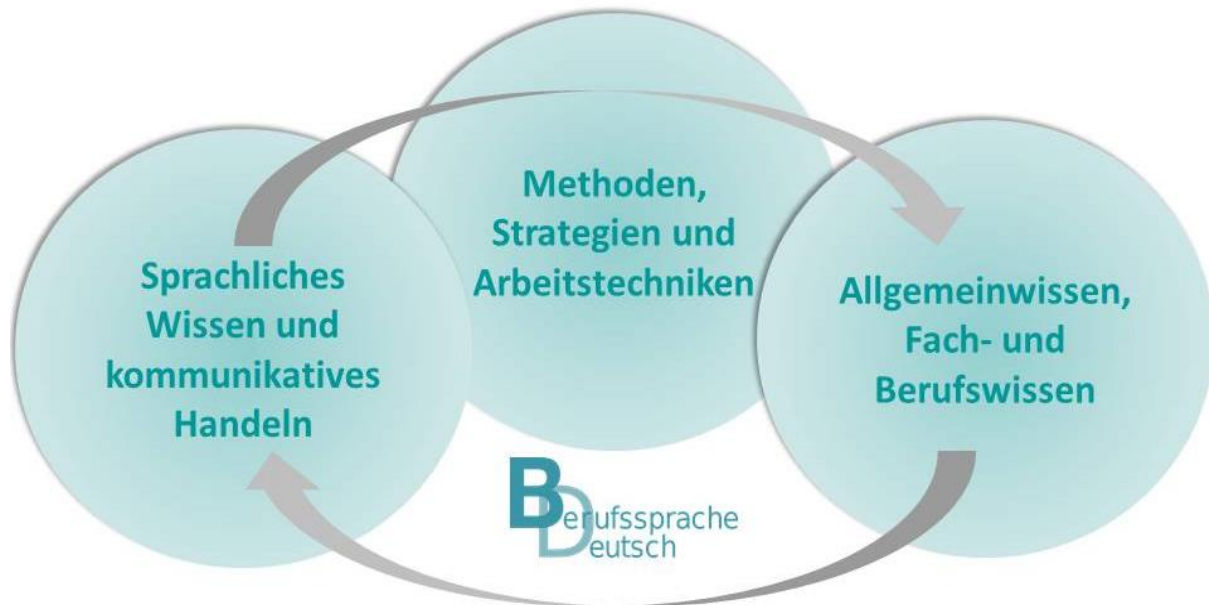 Methoden,
Strategien und
Arbeitstechniken
Sprachliches
Wissen und
kommunikatives
Handeln
Allgemeinwissen,
Fach- und
Berufswissen
Berufssprache
Deutsch